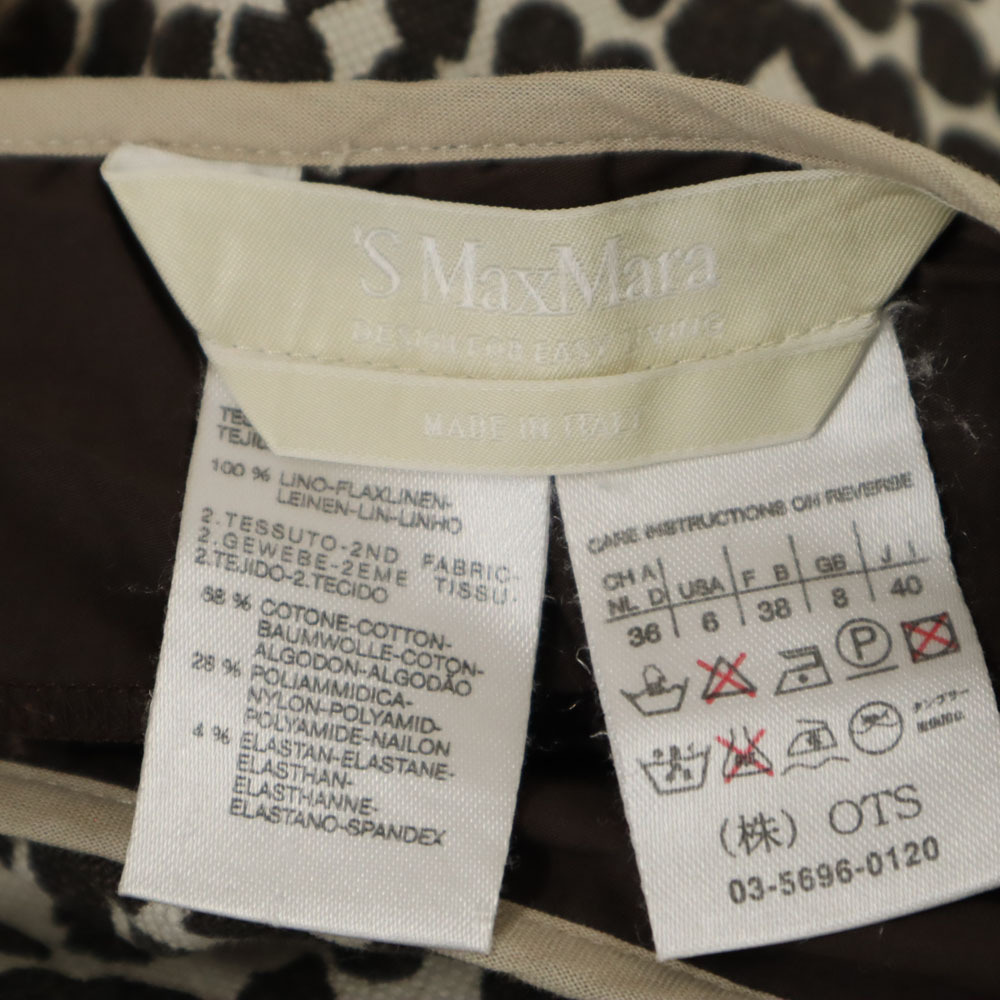 'S MaxMara
DESIGN FOR EASY
MADE IN ITALY
100 % LINO-FLAXLINEN-
LEINEN-LIN-LINHO
2.TESSUTO-2ND FABRIC-
2.GEWEBE-2EME TISSU-
2.TEJIDO-2.TECIDO
68 % COTONE-COTTON-
BAUMWOLLE-COTON-
ALGODON-ALGODÃO
28 % POLIAMMIDICA-
NYLON-POLYAMID-
POLYAMIDE-NAILON
4 % ELASTAN-ELASTANE-
ELASTHAN-
ELASTHANNE-
ELASTANO-SPANDEX
CARE INSTRUCTIONS ON REVERSE
CH A USA F B GB J I
NL D
36 6 38 8 40
P
(株) OTS
03-5696-0120